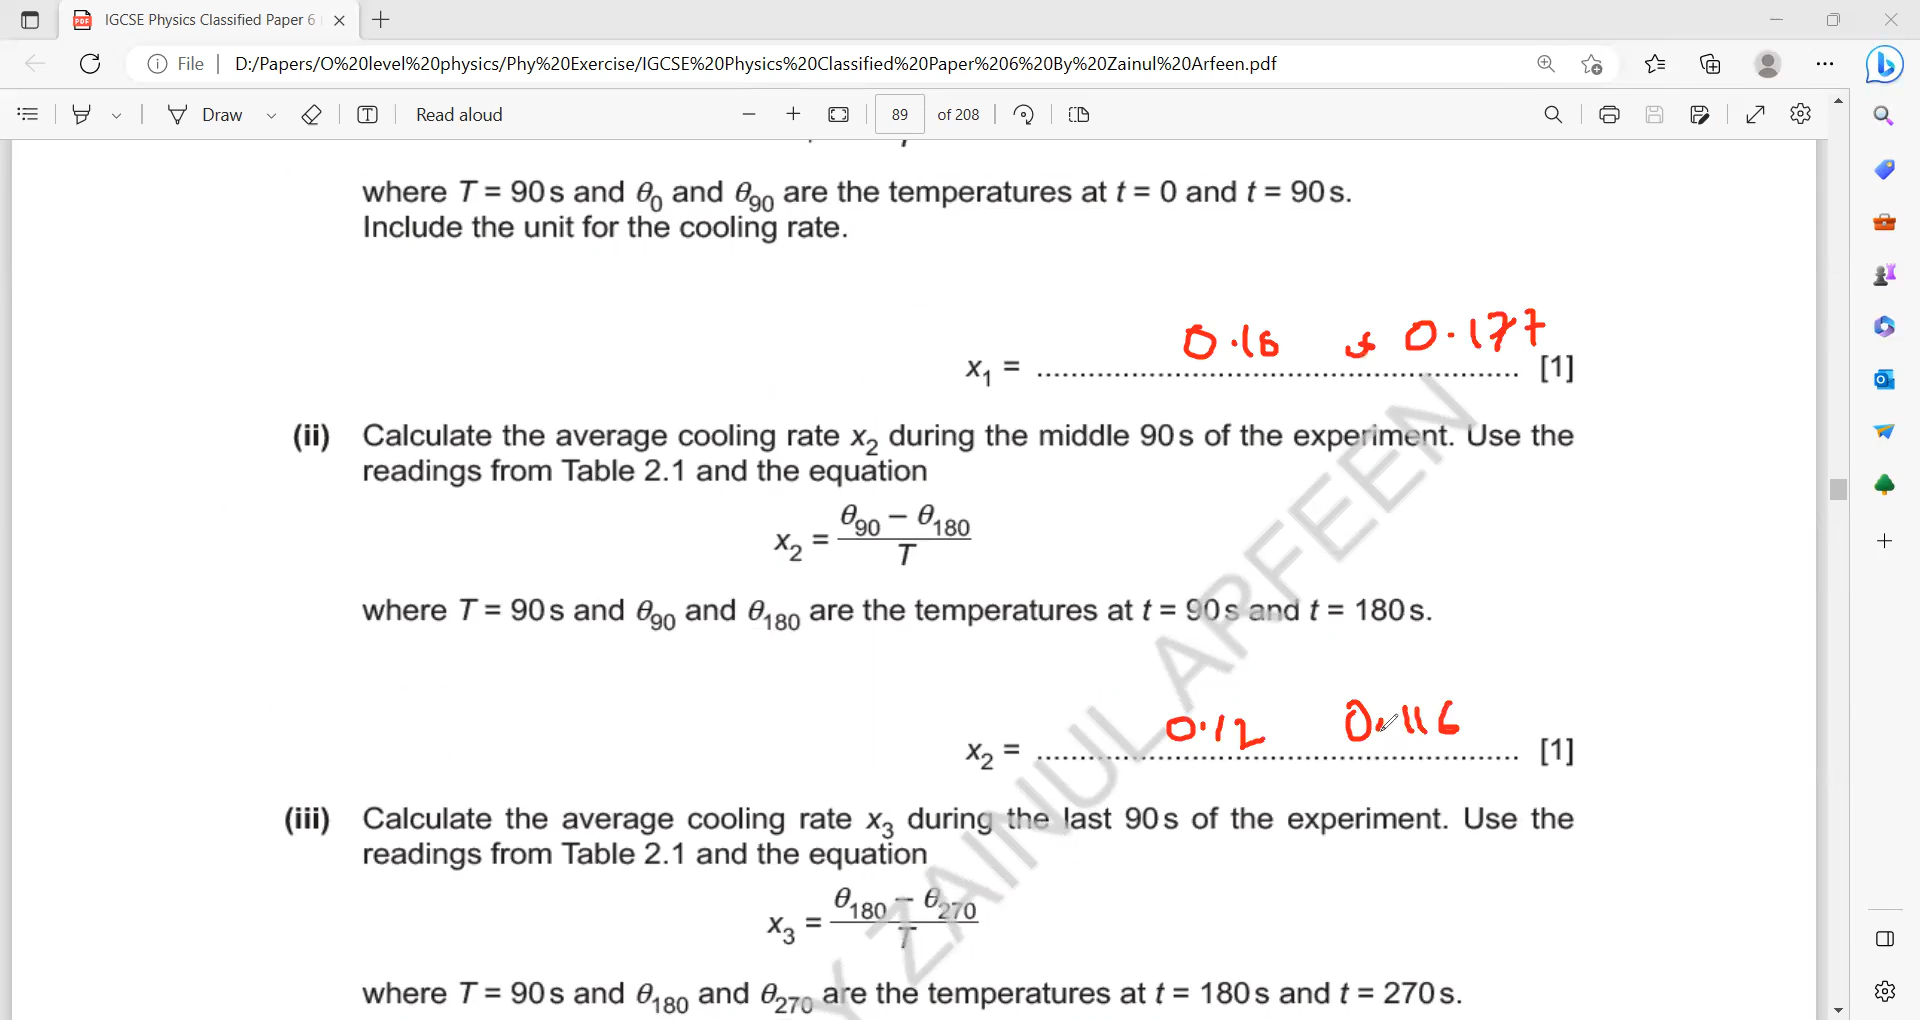 IGCSE Physics Classified Paper 6
File
D:/Papers/O%20level%20physics/Phy%20Exercise/IGCSE%20Physics%20Classified%20Paper%206%20By%20Zainul%20Arfeen.pdf
Draw
Read aloud
89 of 208
where T = 90 s and θ0 and θ90 are the temperatures at t = 0 and t = 90 s.
Include the unit for the cooling rate.
0.18 0.177
x1 = .......................................................... [1]
(ii) Calculate the average cooling rate x2 during the middle 90 s of the experiment. Use the
readings from Table 2.1 and the equation
x2 = θ90 − θ180 / T
where T = 90 s and θ90 and θ180 are the temperatures at t = 90 s and t = 180 s.
0.12 0.116
x2 = .......................................................... [1]
(iii) Calculate the average cooling rate x3 during the last 90 s of the experiment. Use the
readings from Table 2.1 and the equation
x3 = θ180 − θ270 / T
where T = 90 s and θ180 and θ270 are the temperatures at t = 180 s and t = 270 s.
Y ZAINUL ARFEEN